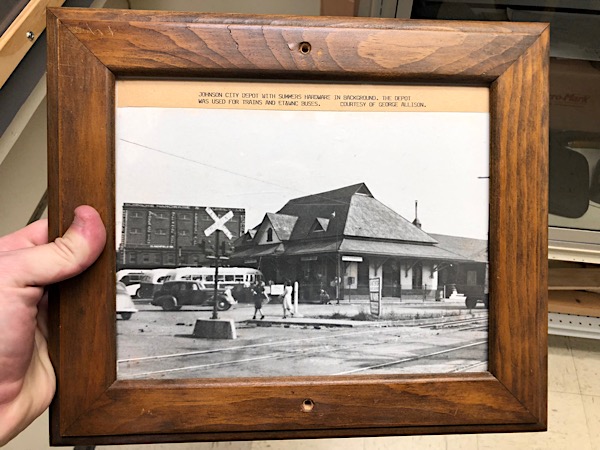 JOHNSON CITY DEPOT WITH SUMMERS HARDWARE IN BACKGROUND. THE DEPOT
WAS USED FOR TRAINS AND ET&WNC BUSES. COURTESY OF GEORGE ALLISON.